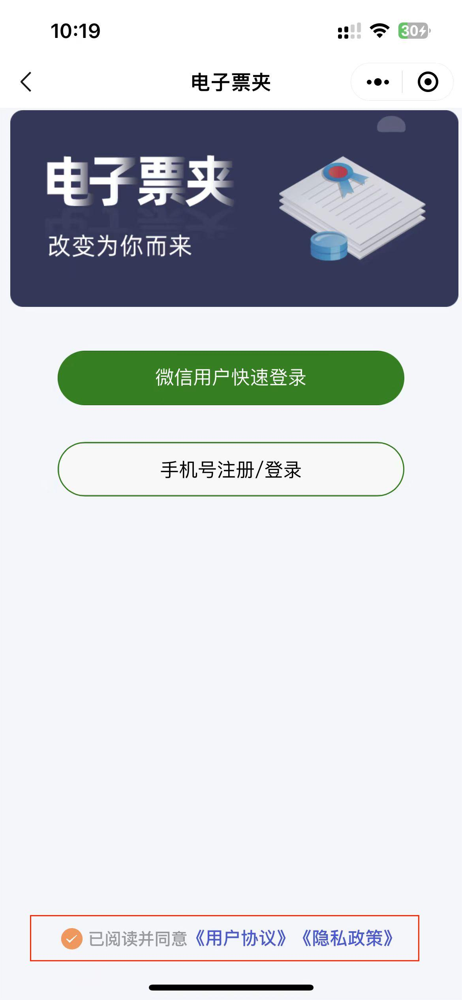 10:19
30
电子票夹
电子票夹
改变为你而来
微信用户快速登录
手机号注册/登录
已阅读并同意《用户协议》《隐私政策》